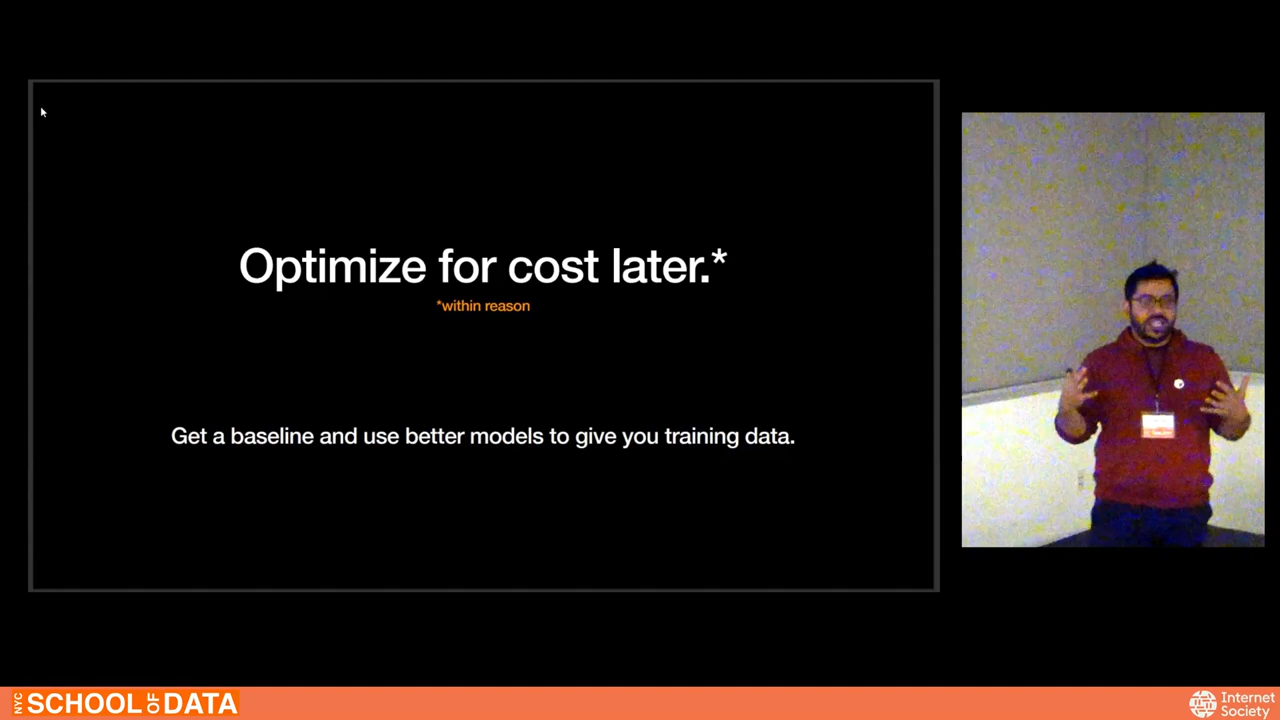 Optimize for cost later.*
*within reason
Get a baseline and use better models to give you training data.
NYC SCHOOL OF DATA
Internet
Society